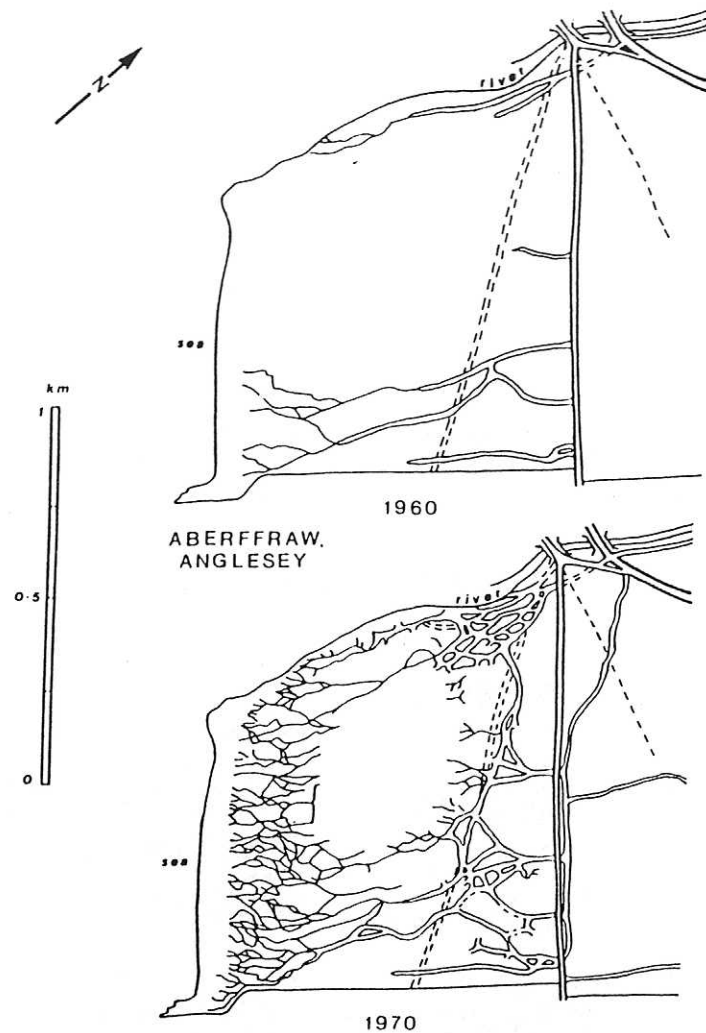 N
river
sea
km
1
0·5
0
1960
ABERFFRAW,
ANGLESEY
river
sea
1970